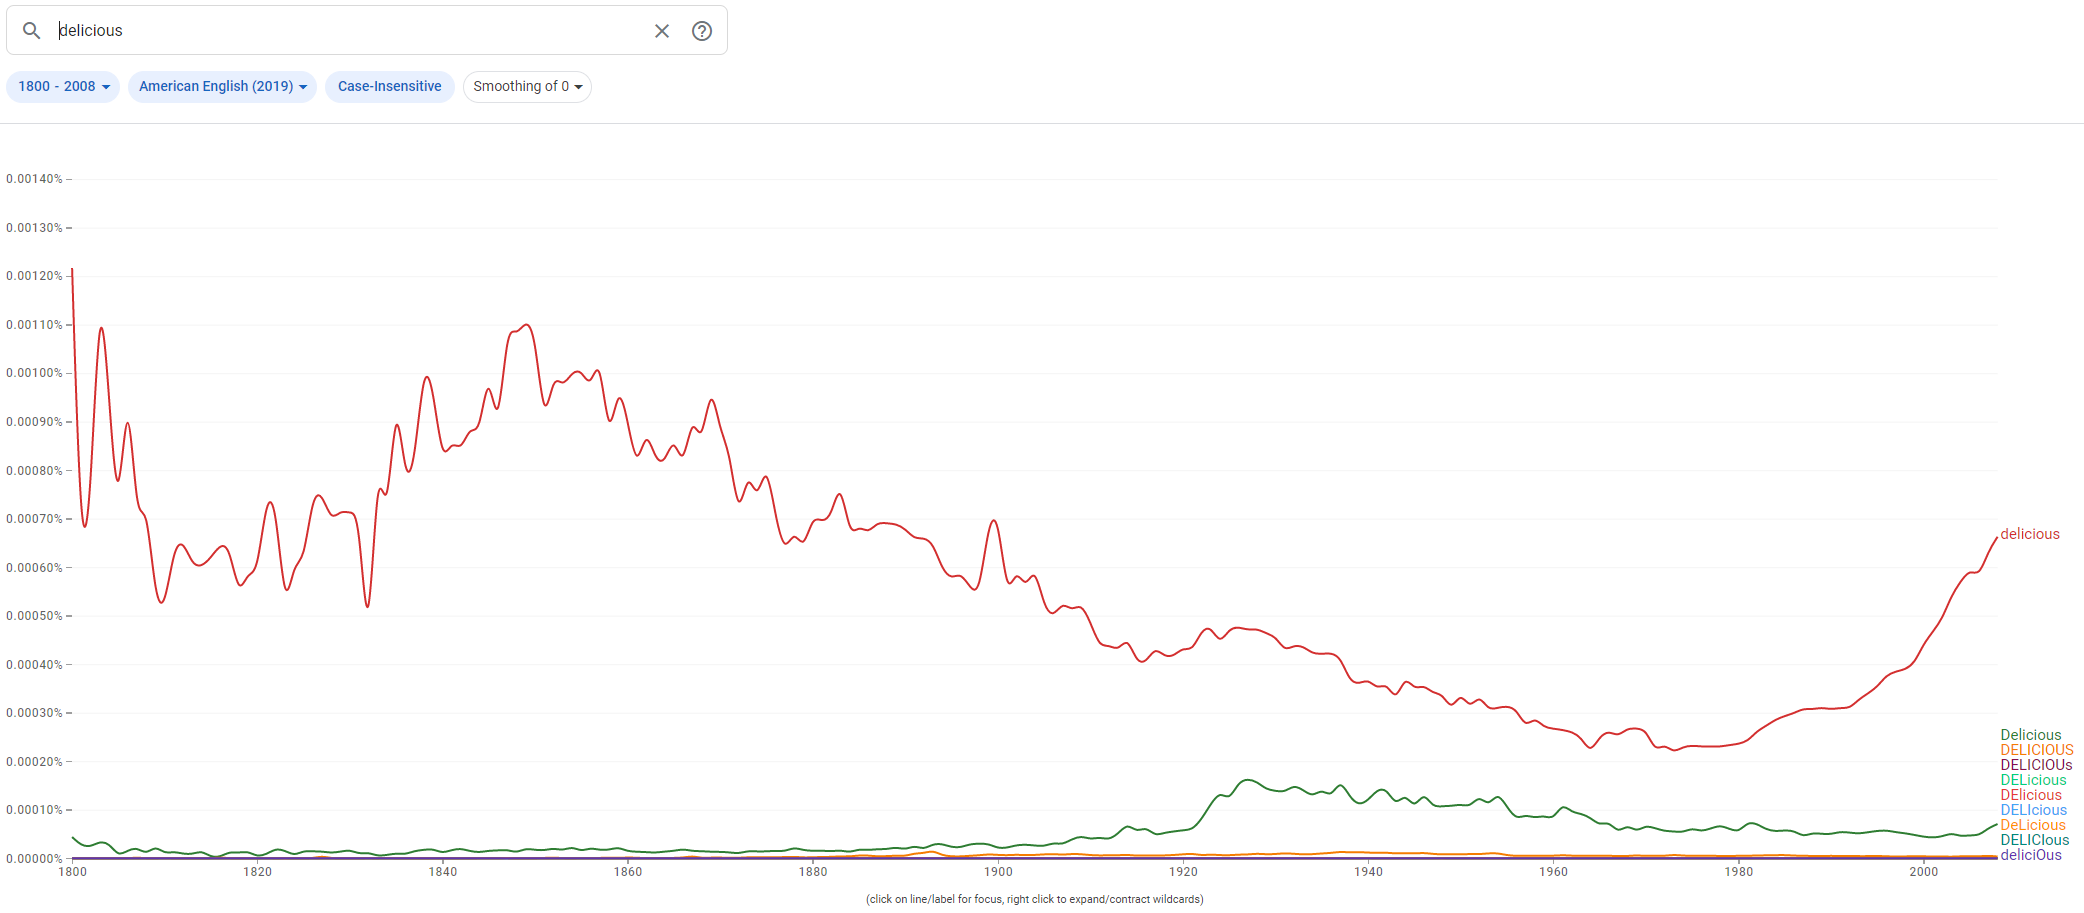 delicious
1800 - 2008 American English (2019) Case-Insensitive Smoothing of 0
0.00140%
0.00130%
0.00120%
0.00110%
0.00100%
0.00090%
0.00080%
0.00070%
0.00060%
0.00050%
0.00040%
0.00030%
0.00020%
0.00010%
0.00000%
1800 1820 1840 1860 1880 1900 1920 1940 1960 1980 2000
delicious
Delicious
DELICIOUS
DELICIOUs
DELicious
DElicious
DELIcious
DeLicious
DELICIous
deliciOus
(click on line/label for focus, right click to expand/contract wildcards)